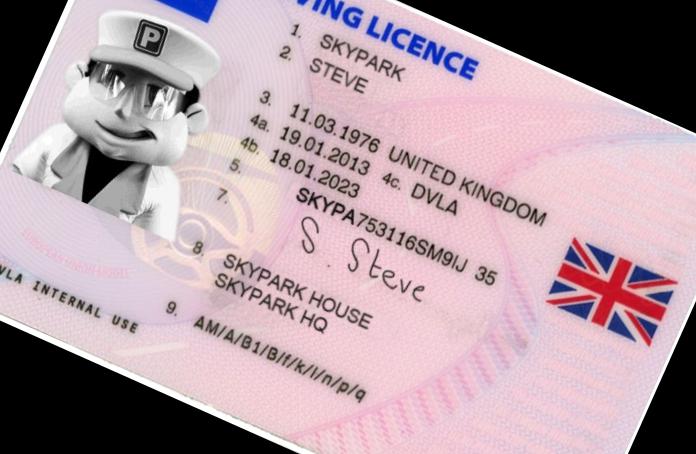 P
VING LICENCE
1. SKYPARK
2. STEVE
3. 11.03.1976 UNITED KINGDOM
4a. 19.01.2013 4c. DVLA
4b. 18.01.2023
5. SKYPA753116SM9IJ 35
7. S. Steve
8. SKYPARK HOUSE
SKYPARK HQ
9. AM/A/B1/B/f/k/l/n/p/q
VLA INTERNAL USE